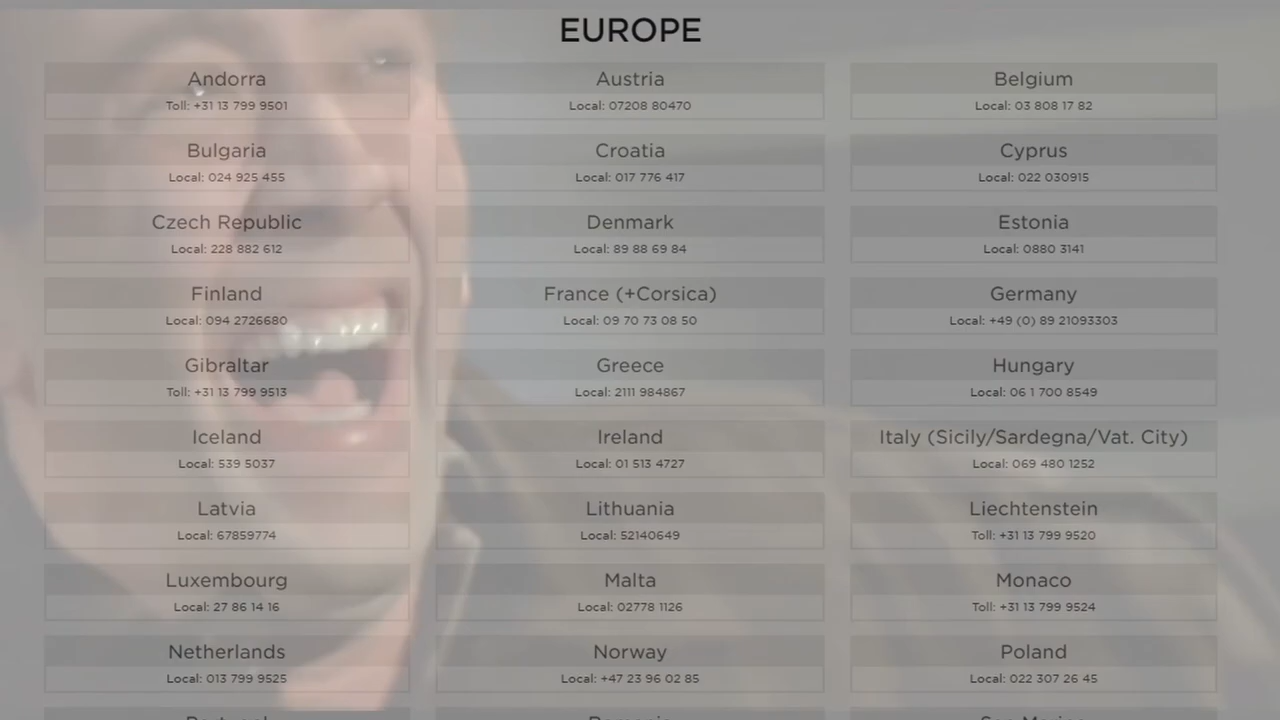 EUROPE
Andorra
Toll: +31 13 799 9501
Austria
Local: 07208 80470
Belgium
Local: 03 808 17 82
Bulgaria
Local: 024 925 455
Croatia
Local: 017 776 417
Cyprus
Local: 022 030915
Czech Republic
Local: 228 882 612
Denmark
Local: 89 88 69 84
Estonia
Local: 0880 3141
Finland
Local: 094 2726680
France (+Corsica)
Local: 09 70 73 08 50
Germany
Local: +49 (0) 89 21093303
Gibraltar
Toll: +31 13 799 9513
Greece
Local: 2111 984867
Hungary
Local: 06 1 700 8549
Iceland
Local: 539 5037
Ireland
Local: 01 513 4727
Italy (Sicily/Sardegna/Vat. City)
Local: 069 480 1252
Latvia
Local: 67859774
Lithuania
Local: 52140649
Liechtenstein
Toll: +31 13 799 9520
Luxembourg
Local: 27 86 14 16
Malta
Local: 02778 1126
Monaco
Toll: +31 13 799 9524
Netherlands
Local: 013 799 9525
Norway
Local: +47 23 96 02 85
Poland
Local: 022 307 26 45